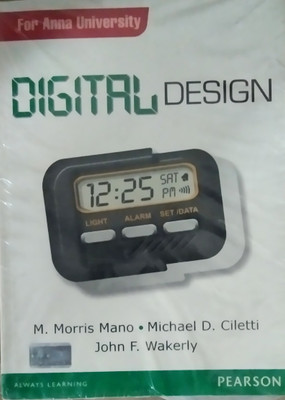 For Anna University
DIGITAL DESIGN
12:25 SAT
PM
LIGHT ALARM SET/DATA
M. Morris Mano • Michael D. Ciletti
John F. Wakerly
ALWAYS LEARNING PEARSON